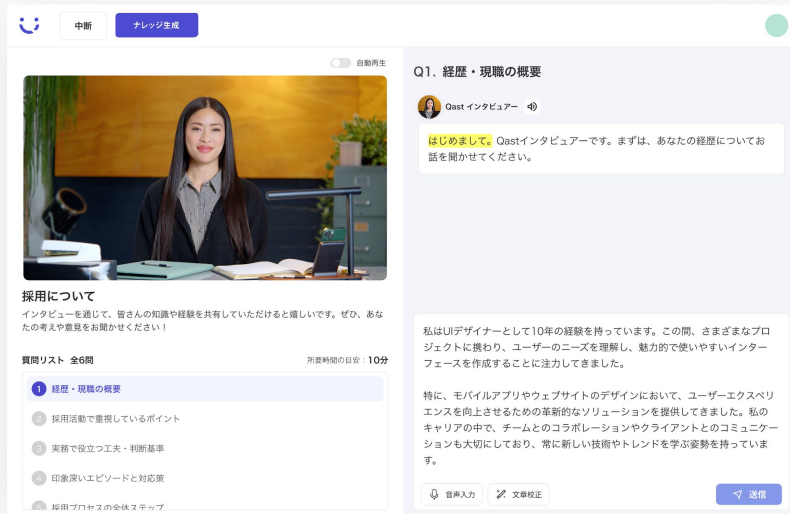 中断
ナレッジ生成
自動再生
採用について
インタビューを通じて、皆さんの知識や経験を共有していただけると嬉しいです。ぜひ、あな
たの考えや意見をお聞かせください！
質問リスト 全6問
所要時間の目安：10分
1 経歴・現職の概要
2 採用活動で重視しているポイント
3 実務で役立つ工夫・判断基準
4 印象深いエピソードと対応策
5 採用プロセスの全体ステップ
Q1. 経歴・現職の概要
Qast インタビュアー
はじめまして。Qastインタビュアーです。まずは、あなたの経歴についてお
話を聞かせてください。
私はUIデザイナーとして10年の経験を持っています。この間、さまざまなプロ
ジェクトに携わり、ユーザーのニーズを理解し、魅力的で使いやすいインター
フェースを作成することに注力してきました。
特に、モバイルアプリやウェブサイトのデザインにおいて、ユーザーエクスペリ
エンスを向上させるための革新的なソリューションを提供してきました。私の
キャリアの中で、チームとのコラボレーションやクライアントとのコミュニケー
ションも大切にしており、常に新しい技術やトレンドを学ぶ姿勢を持っていま
す。
音声入力
文章校正
送信